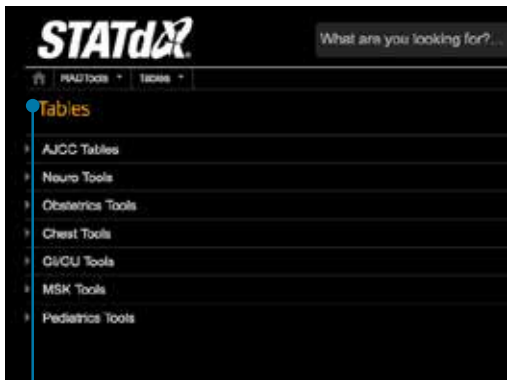 STATdx
What are you looking for?...
RADTools Tables
Tables
AJCC Tables
Neuro Tools
Obstetrics Tools
Chest Tools
GI/GU Tools
MSK Tools
Pediatrics Tools